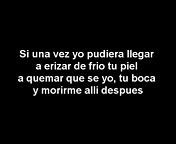 Si una vez yo pudiera llegar
a erizar de frio tu piel
a quemar que se yo, tu boca
y morirme alli despues